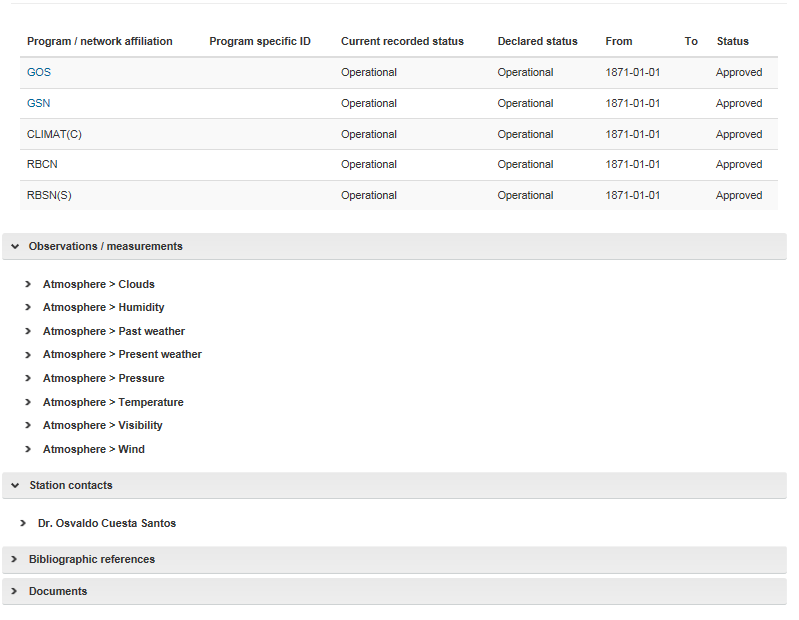 Program / network affiliation Program specific ID Current recorded status Declared status From To Status
GOS Operational Operational 1871-01-01 Approved
GSN Operational Operational 1871-01-01 Approved
CLIMAT(C) Operational Operational 1871-01-01 Approved
RBCN Operational Operational 1871-01-01 Approved
RBSN(S) Operational Operational 1871-01-01 Approved
Observations / measurements
Atmosphere > Clouds
Atmosphere > Humidity
Atmosphere > Past weather
Atmosphere > Present weather
Atmosphere > Pressure
Atmosphere > Temperature
Atmosphere > Visibility
Atmosphere > Wind
Station contacts
Dr. Osvaldo Cuesta Santos
Bibliographic references
Documents